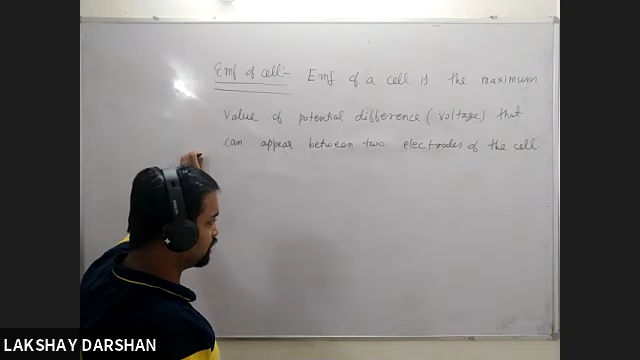 Emf of cell:- Emf of a cell is the maximum
value of potential difference (voltage) that
can appear between two electrodes of the cell
LAKSHAY DARSHAN